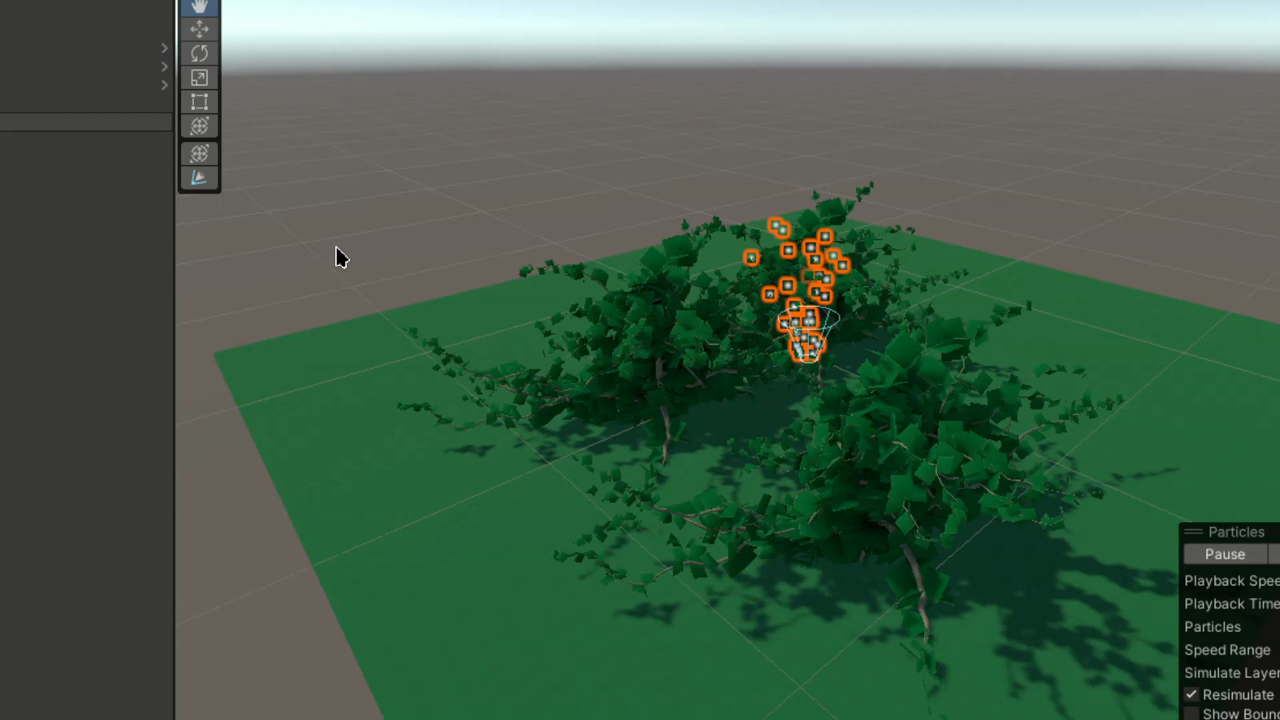 Particles
Pause
Playback Spee
Playback Time
Particles
Speed Range
Simulate Layer
Resimulate
Show Boun